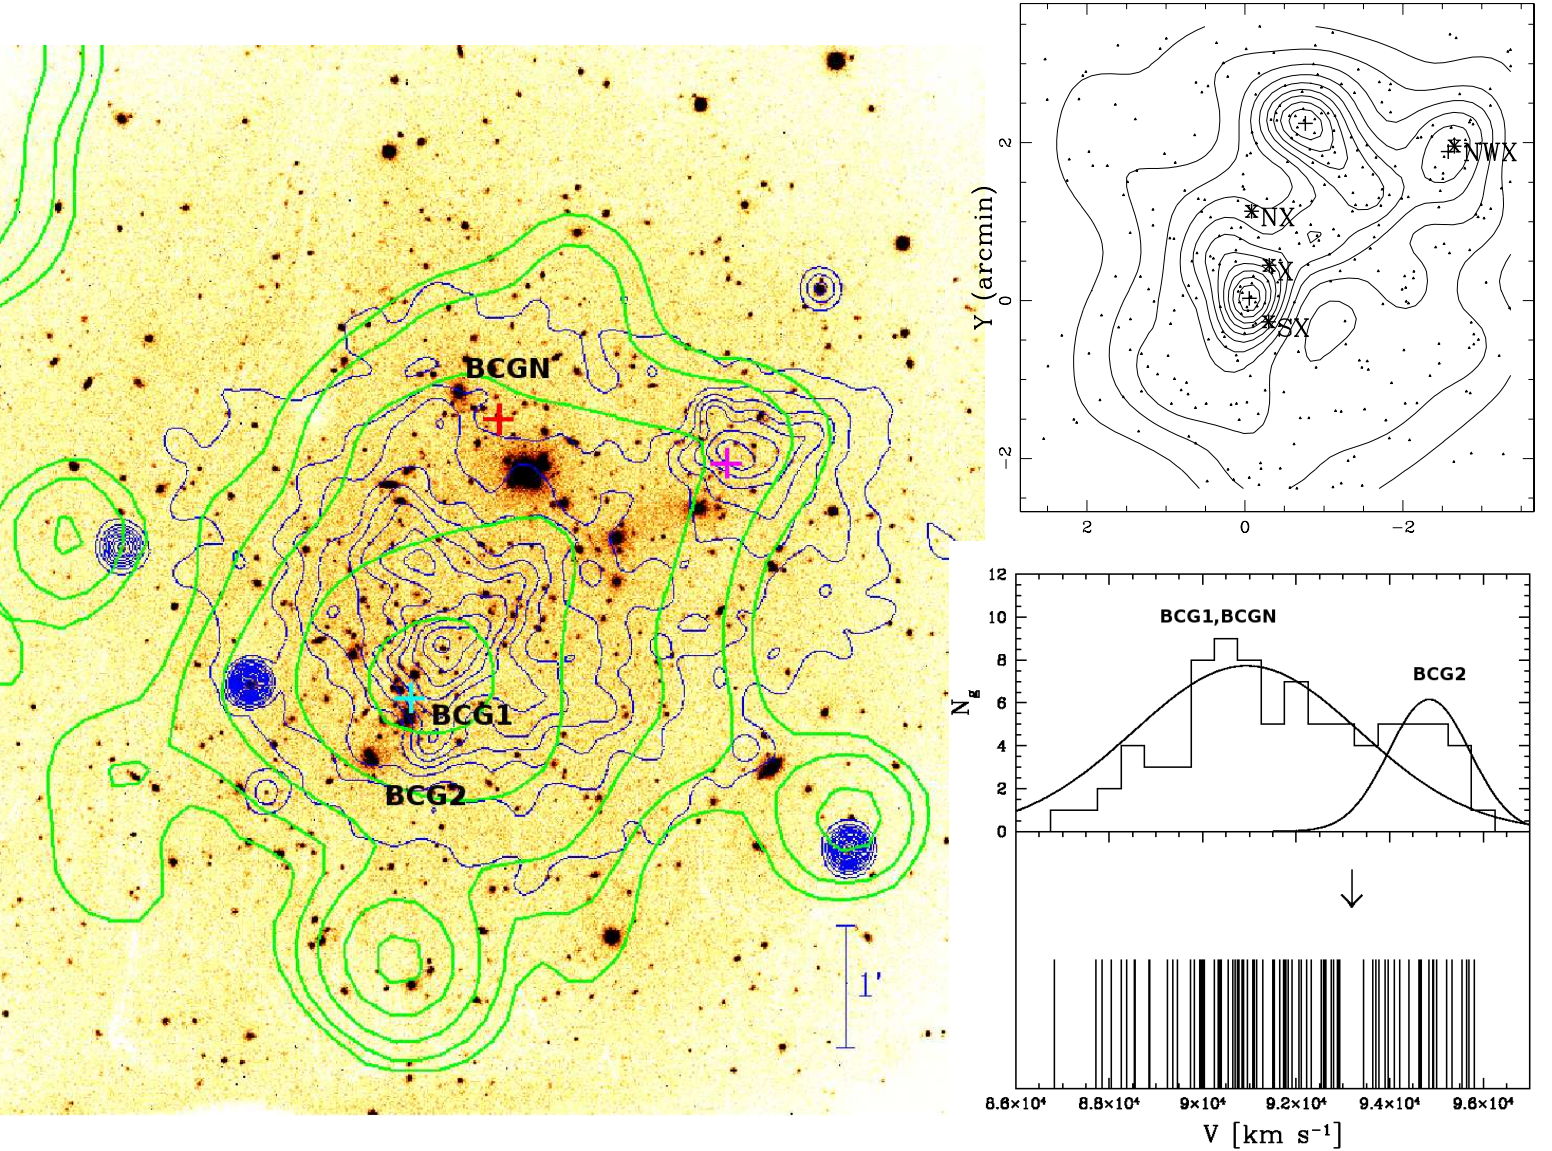 BCGN
BCG1
BCG2
1'
Y (arcmin)
2
0
−2
NWX
NX
X
SX
2
0
−2
12
10
8
6
4
2
0
N_g
BCG1,BCGN
BCG2
8.6×10⁴
8.8×10⁴
9×10⁴
9.2×10⁴
9.4×10⁴
9.6×10⁴
V [km s⁻¹]